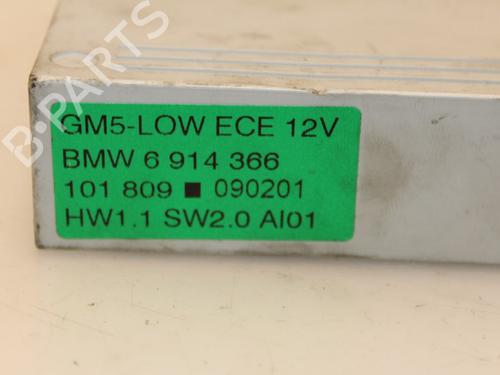 B-PARTS
GM5-LOW ECE 12V
BMW 6 914 366
101 809 ■ 090201
HW1.1 SW2.0 AI01